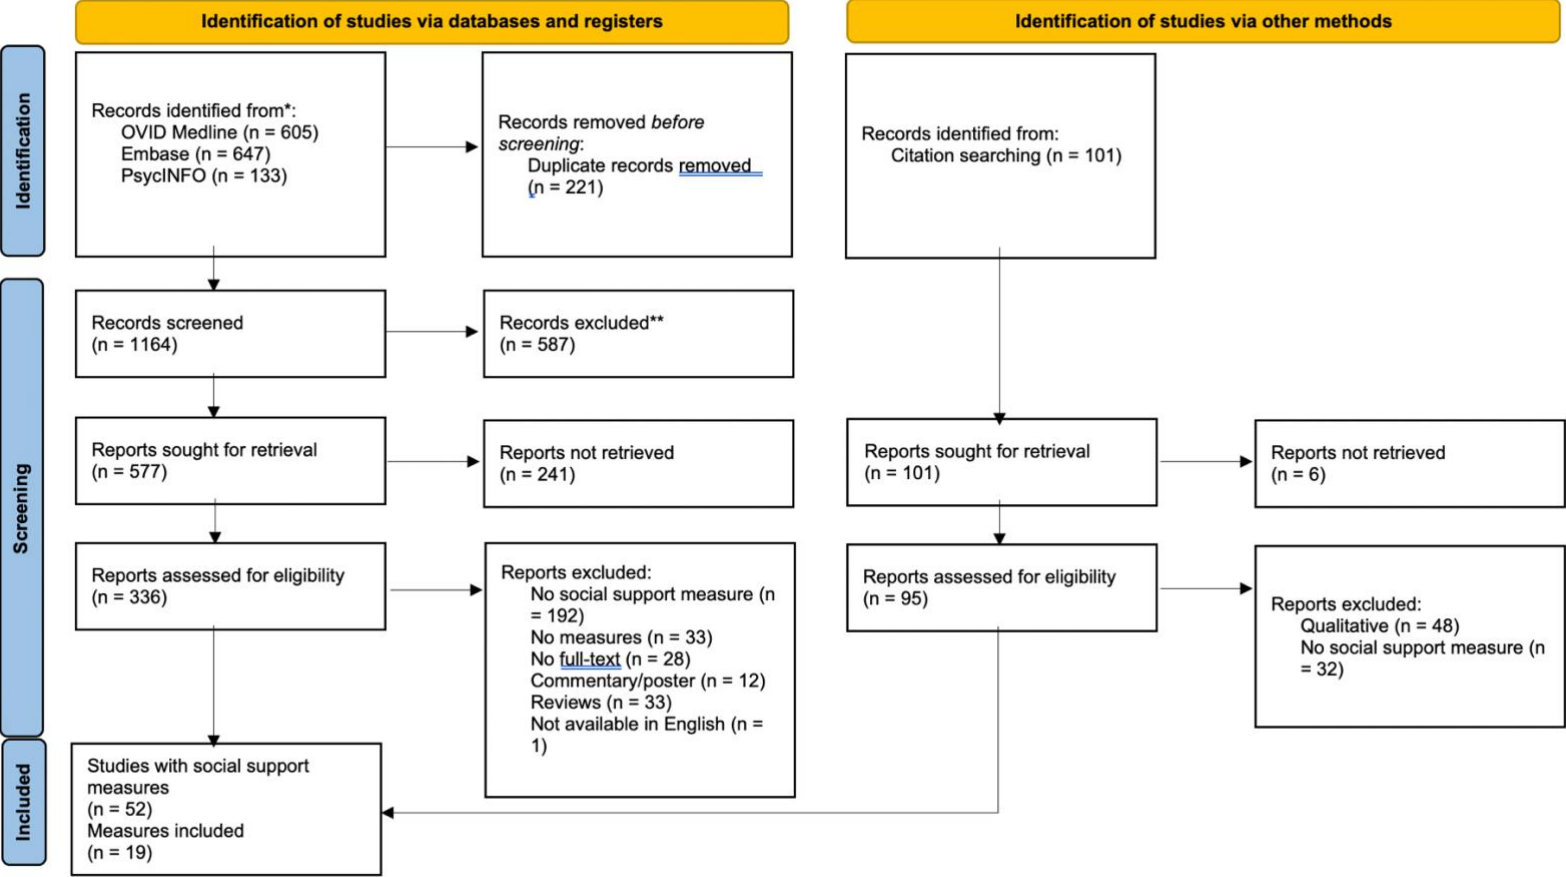 Identification of studies via databases and registers
Identification of studies via other methods
Identification
Records identified from*:
OVID Medline (n = 605)
Embase (n = 647)
PsycINFO (n = 133)
Records removed before
screening:
Duplicate records removed
(n = 221)
Records identified from:
Citation searching (n = 101)
Screening
Records screened
(n = 1164)
Records excluded**
(n = 587)
Reports sought for retrieval
(n = 577)
Reports not retrieved
(n = 241)
Reports sought for retrieval
(n = 101)
Reports not retrieved
(n = 6)
Reports assessed for eligibility
(n = 336)
Reports excluded:
No social support measure (n
= 192)
No measures (n = 33)
No full-text (n = 28)
Commentary/poster (n = 12)
Reviews (n = 33)
Not available in English (n =
1)
Reports assessed for eligibility
(n = 95)
Reports excluded:
Qualitative (n = 48)
No social support measure (n
= 32)
Included
Studies with social support
measures
(n = 52)
Measures included
(n = 19)